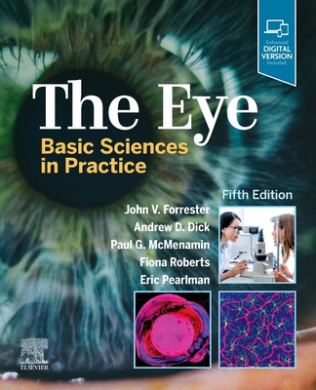 Enhanced
DIGITAL
VERSION
Included
The Eye
Basic Sciences
in Practice
Fifth Edition
John V. Forrester
Andrew D. Dick
Paul G. McMenamin
Fiona Roberts
Eric Pearlman
ELSEVIER